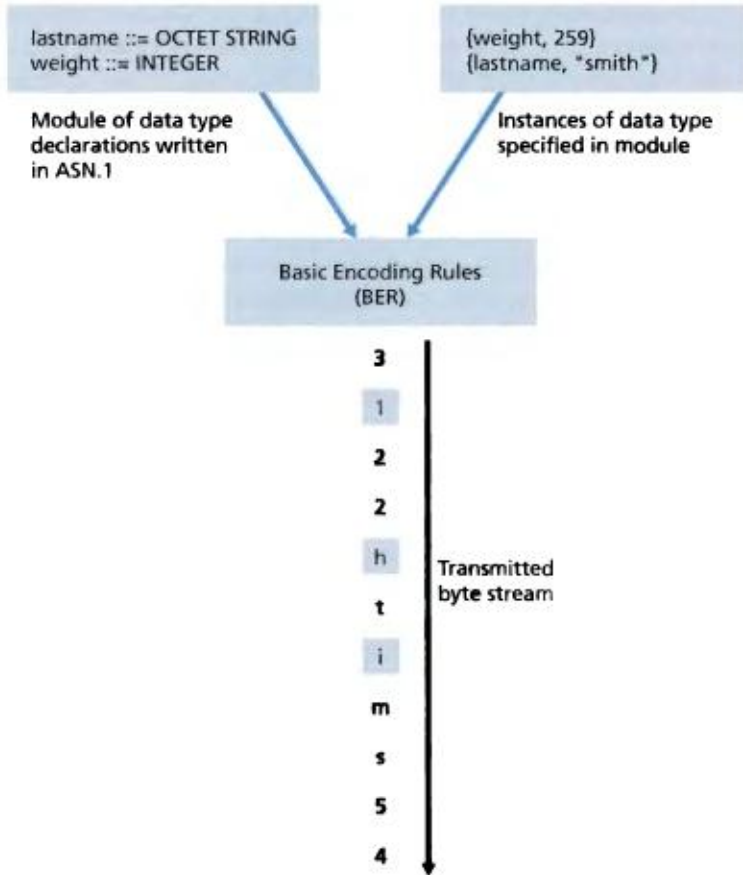 lastname ::= OCTET STRING
weight ::= INTEGER
{weight, 259}
{lastname, "smith"}
Module of data type
declarations written
in ASN.1
Instances of data type
specified in module
Basic Encoding Rules
(BER)
3
1
2
2
h
t
i
m
s
5
4
Transmitted
byte stream